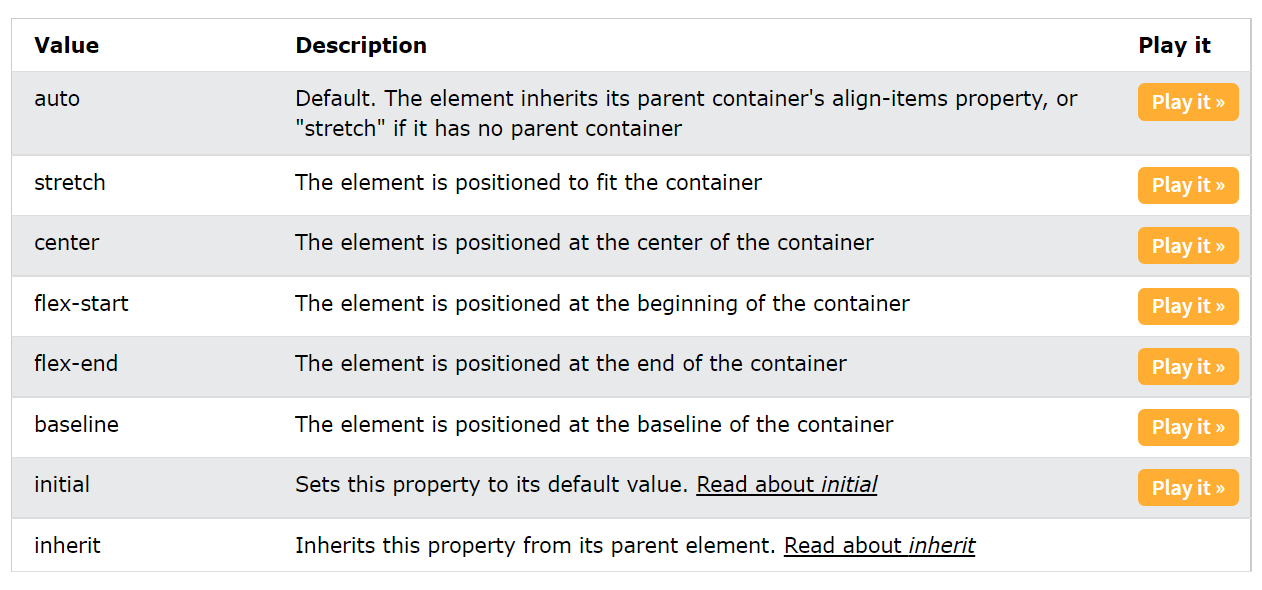 Value Description Play it
auto Default. The element inherits its parent container's align-items property, or Play it »
"stretch" if it has no parent container
stretch The element is positioned to fit the container Play it »
center The element is positioned at the center of the container Play it »
flex-start The element is positioned at the beginning of the container Play it »
flex-end The element is positioned at the end of the container Play it »
baseline The element is positioned at the baseline of the container Play it »
initial Sets this property to its default value. Read about initial Play it »
inherit Inherits this property from its parent element. Read about inherit